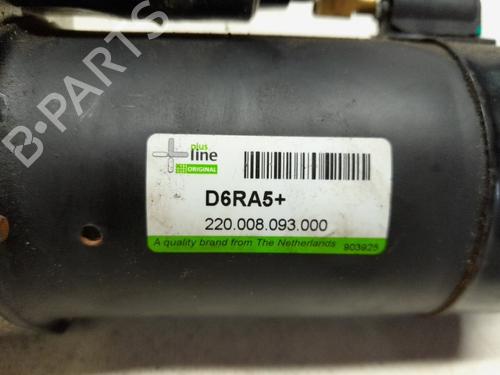 B-PARTS
plus
line
ORIGINAL
D6RA5+
220.008.093.000
A quality brand from The Netherlands 903925